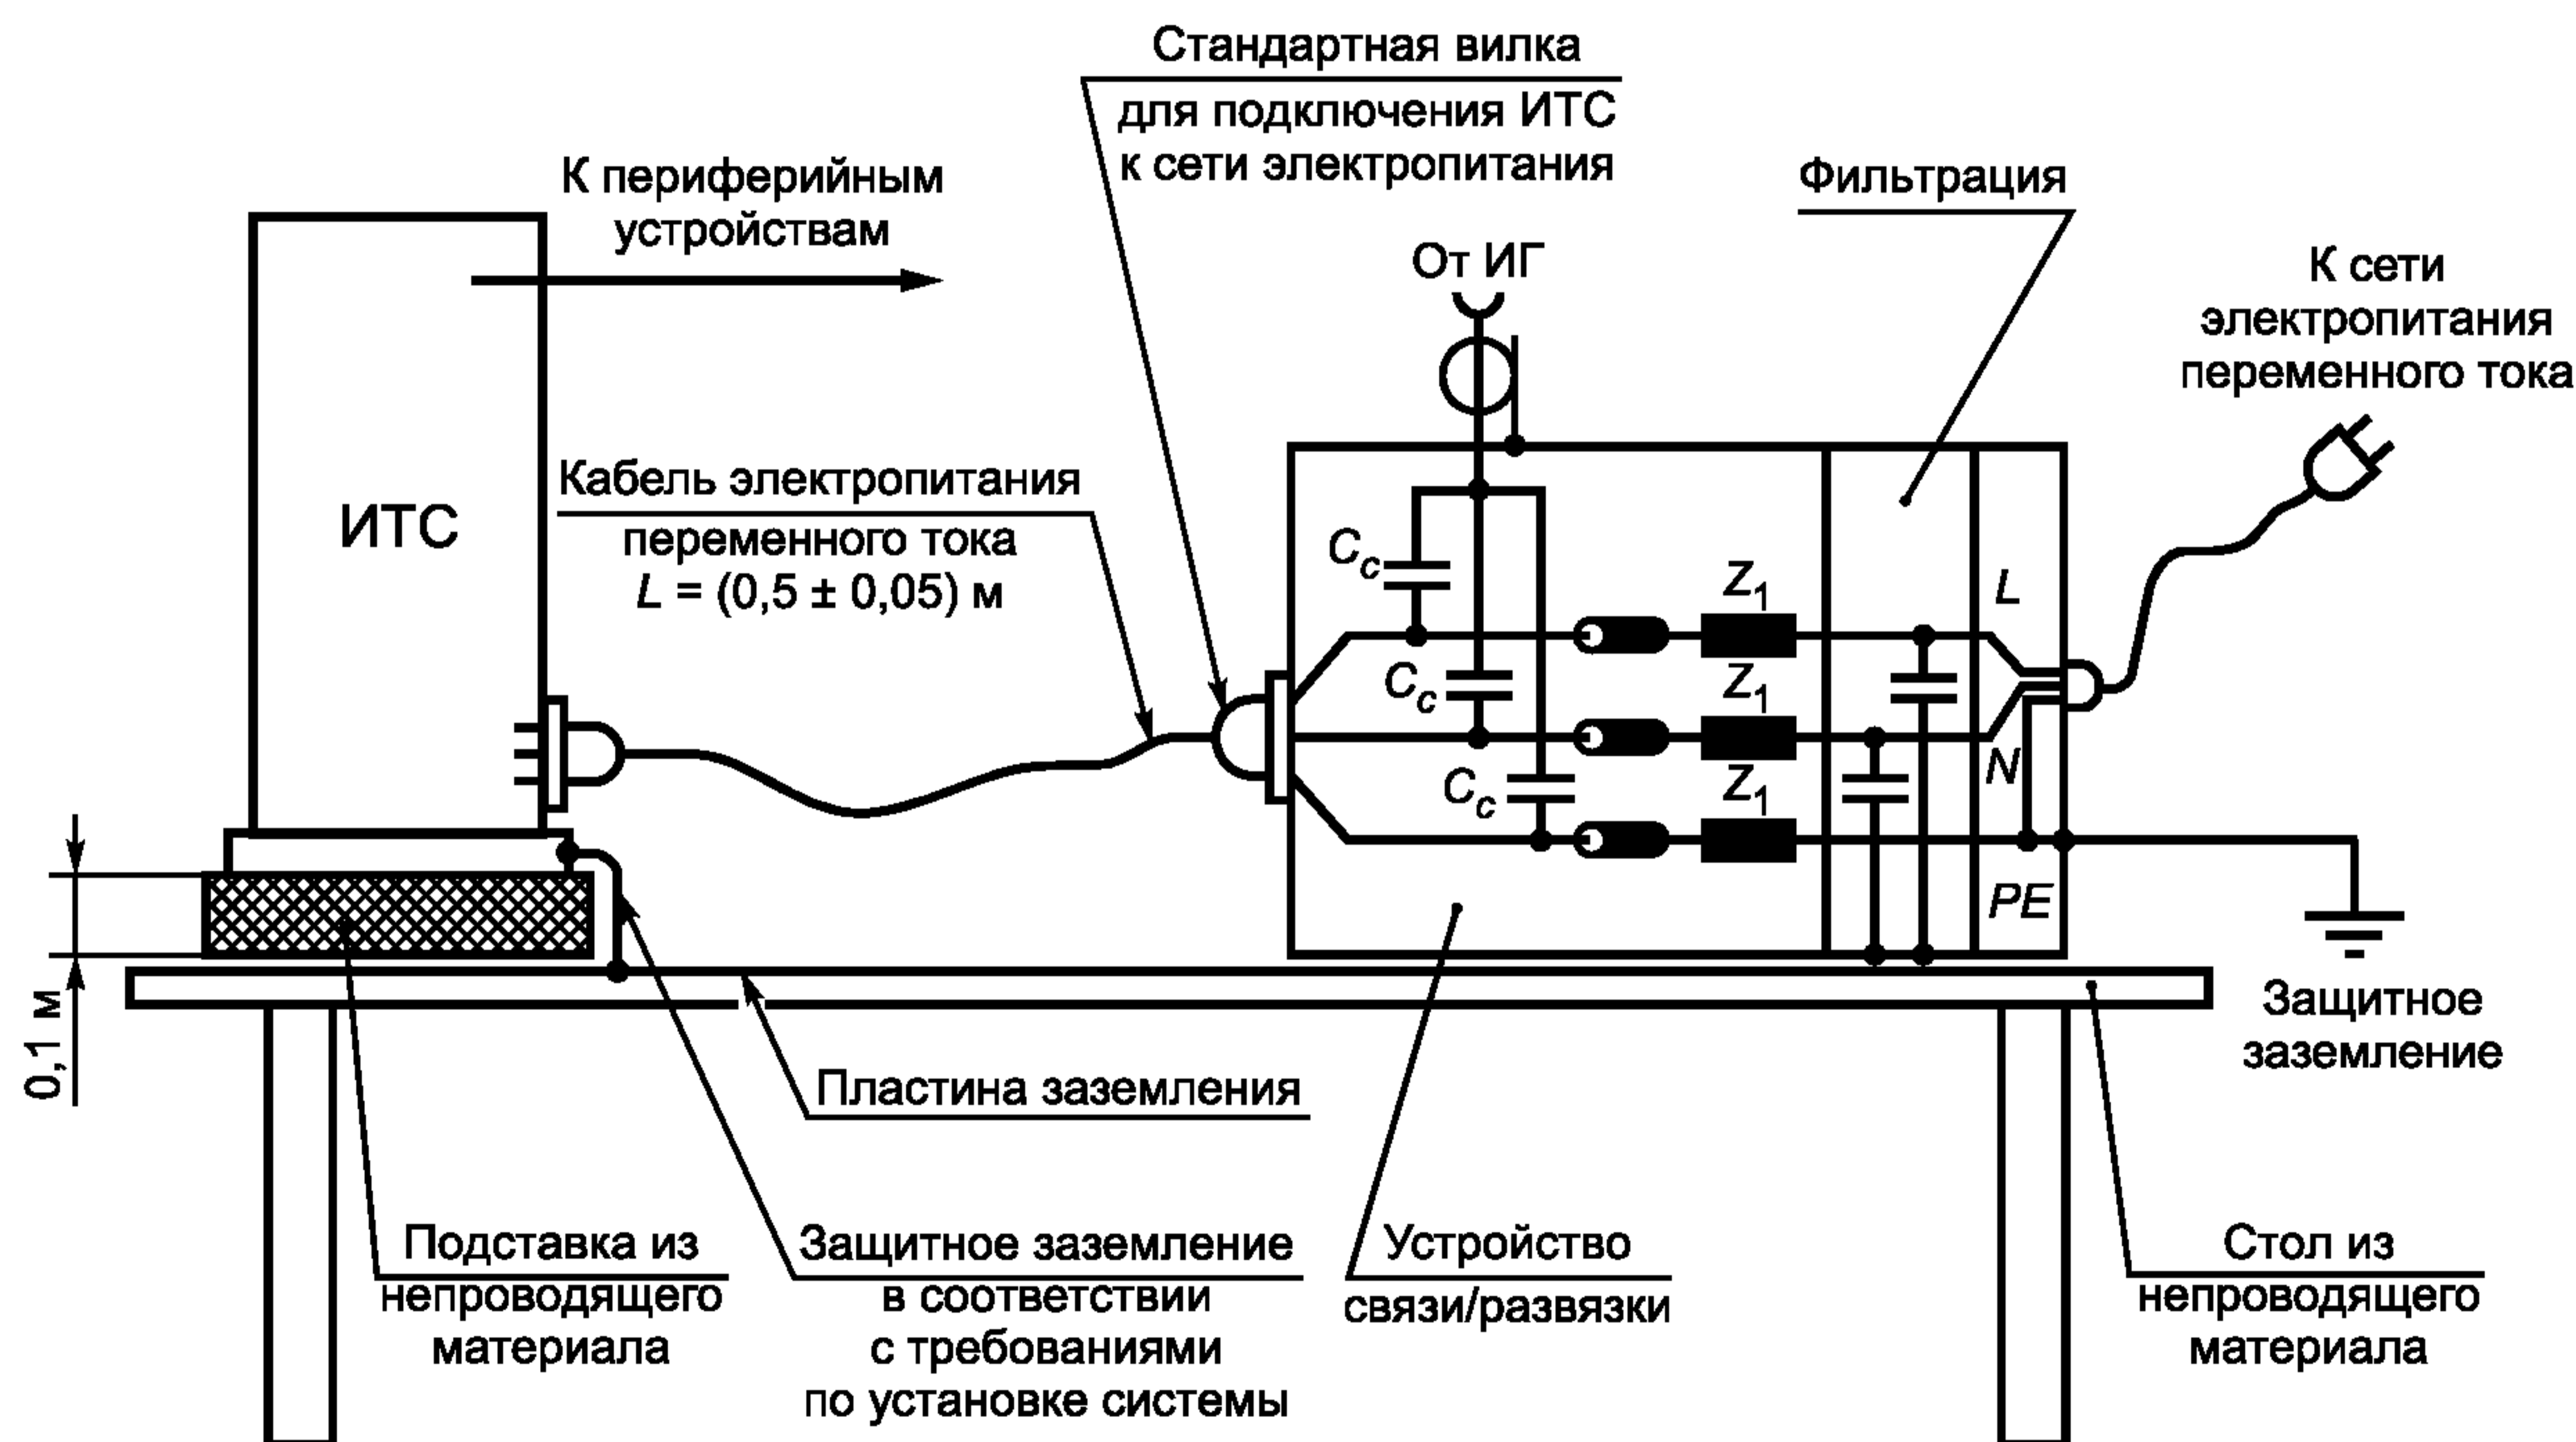 Стандартная вилка
для подключения ИТС
к сети электропитания
К периферийным
устройствам
Фильтрация
От ИГ
К сети
электропитания
переменного тока
ИТС
Кабель электропитания
переменного тока
L = (0,5 ± 0,05) м
Cc
Z1
L
Cc
Z1
N
Cc
Z1
PE
0,1 м
Защитное
заземление
Пластина заземления
Подставка из
непроводящего
материала
Защитное заземление
в соответствии
с требованиями
по установке системы
Устройство
связи/развязки
Стол из
непроводящего
материала